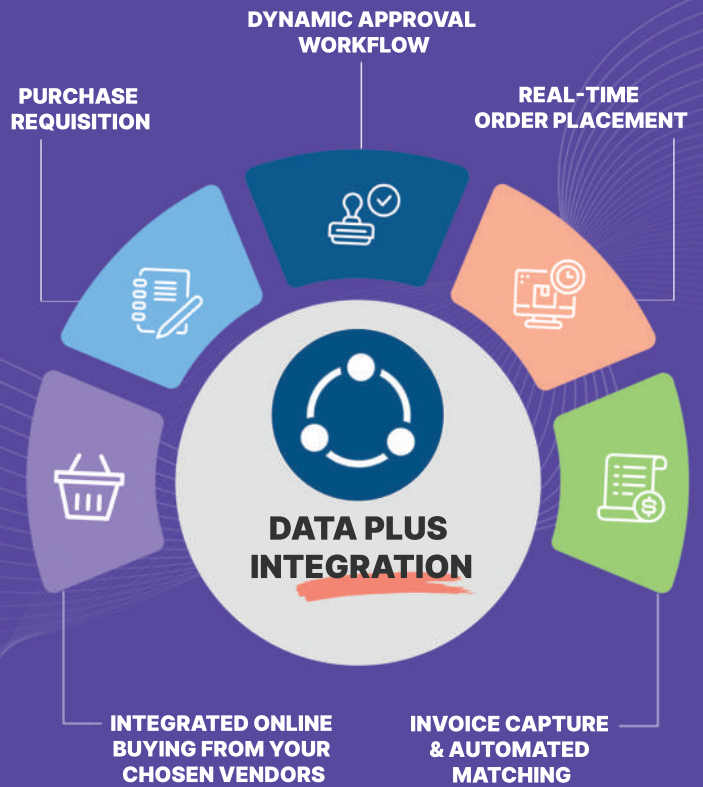 DYNAMIC APPROVAL
WORKFLOW
PURCHASE
REQUISITION
REAL-TIME
ORDER PLACEMENT
DATA PLUS
INTEGRATION
INTEGRATED ONLINE
BUYING FROM YOUR
CHOSEN VENDORS
INVOICE CAPTURE
& AUTOMATED
MATCHING